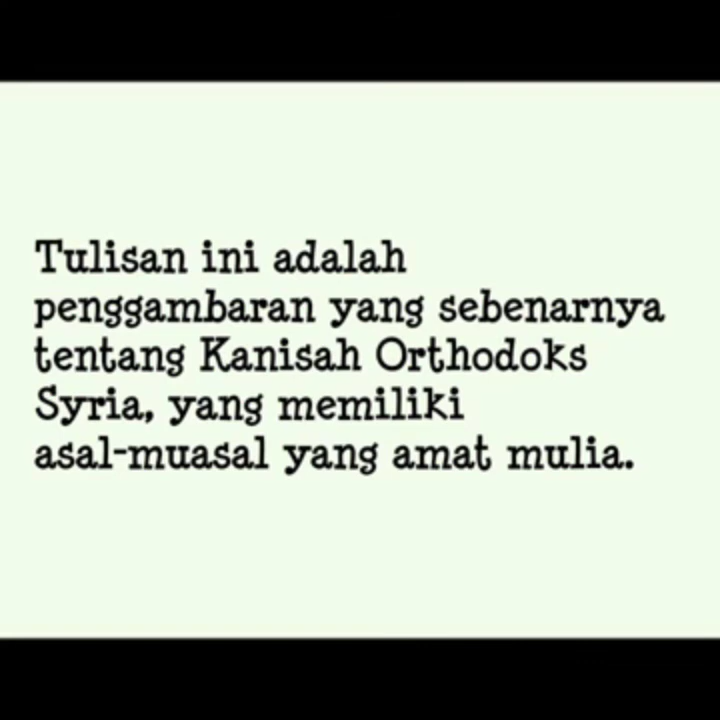 Tulisan ini adalah
penggambaran yang sebenarnya
tentang Kanisah Orthodoks
Syria, yang memiliki
asal-muasal yang amat mulia.